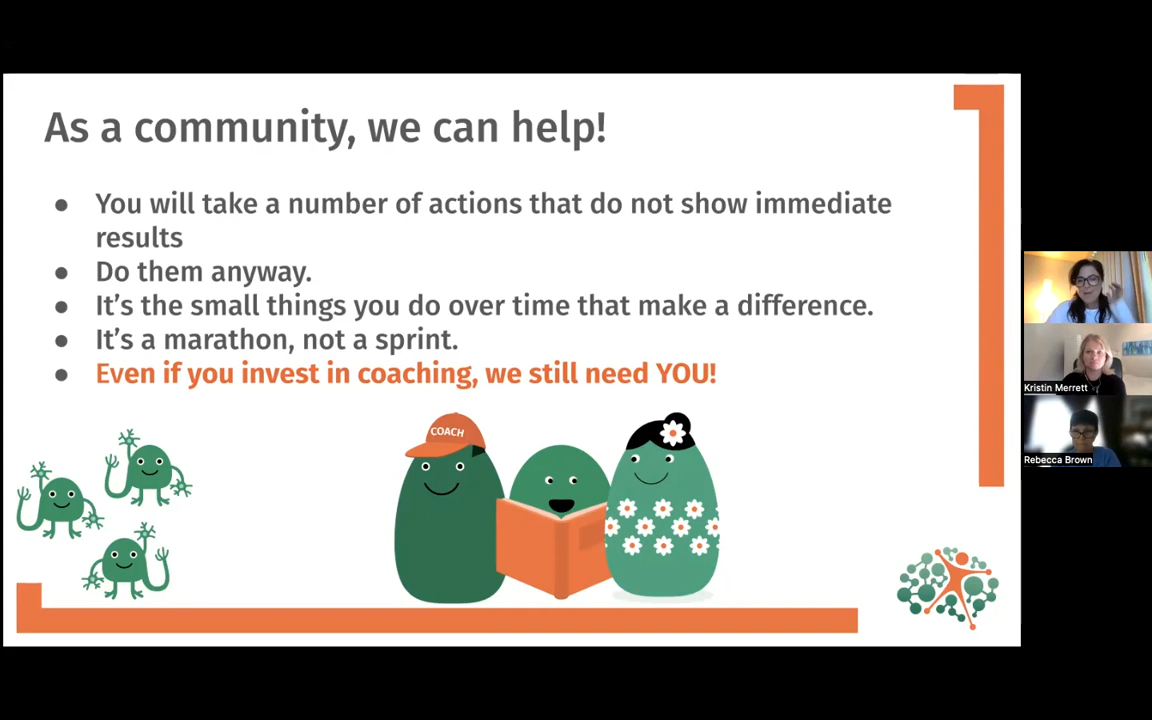 As a community, we can help!
● You will take a number of actions that do not show immediate
results
● Do them anyway.
● It's the small things you do over time that make a difference.
● It's a marathon, not a sprint.
● Even if you invest in coaching, we still need YOU!
COACH
Kristin Merrett
Rebecca Brown